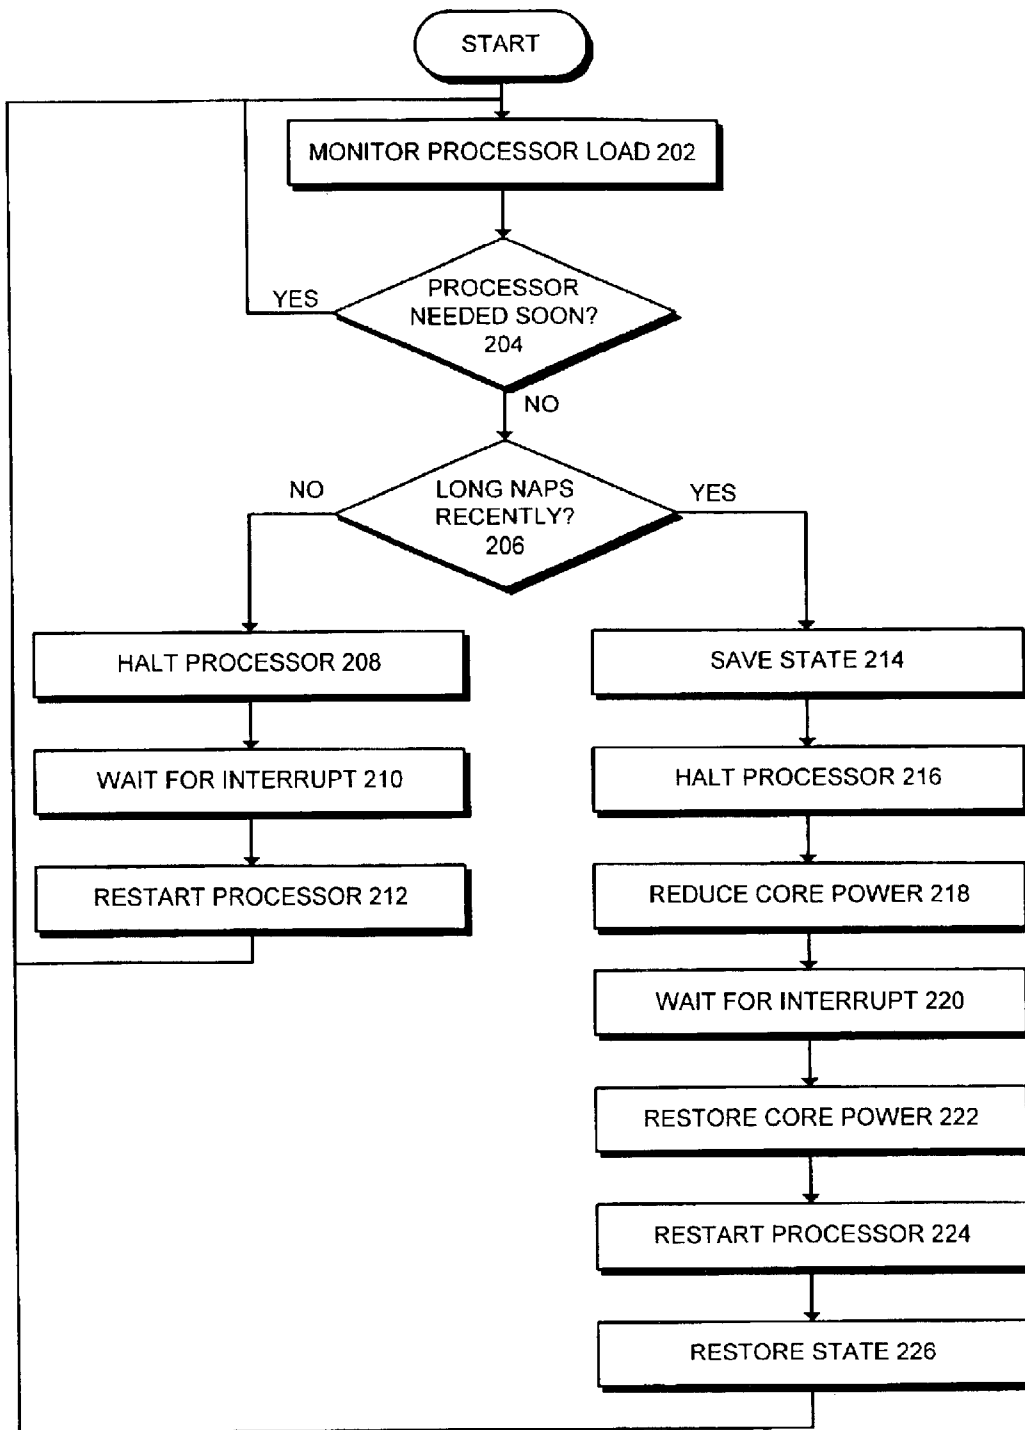 START
MONITOR PROCESSOR LOAD 202
PROCESSOR
NEEDED SOON?
204
YES
NO
LONG NAPS
RECENTLY?
206
NO
YES
HALT PROCESSOR 208
WAIT FOR INTERRUPT 210
RESTART PROCESSOR 212
SAVE STATE 214
HALT PROCESSOR 216
REDUCE CORE POWER 218
WAIT FOR INTERRUPT 220
RESTORE CORE POWER 222
RESTART PROCESSOR 224
RESTORE STATE 226